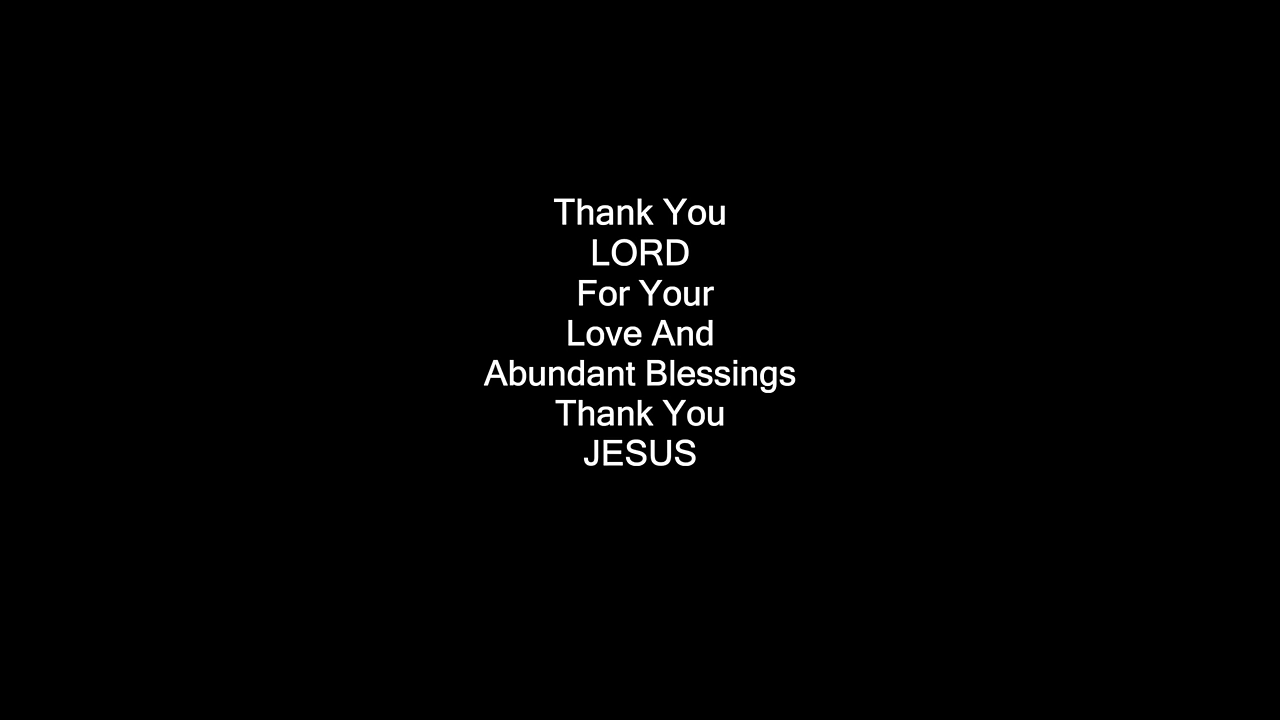 Thank You
LORD
For Your
Love And
Abundant Blessings
Thank You
JESUS